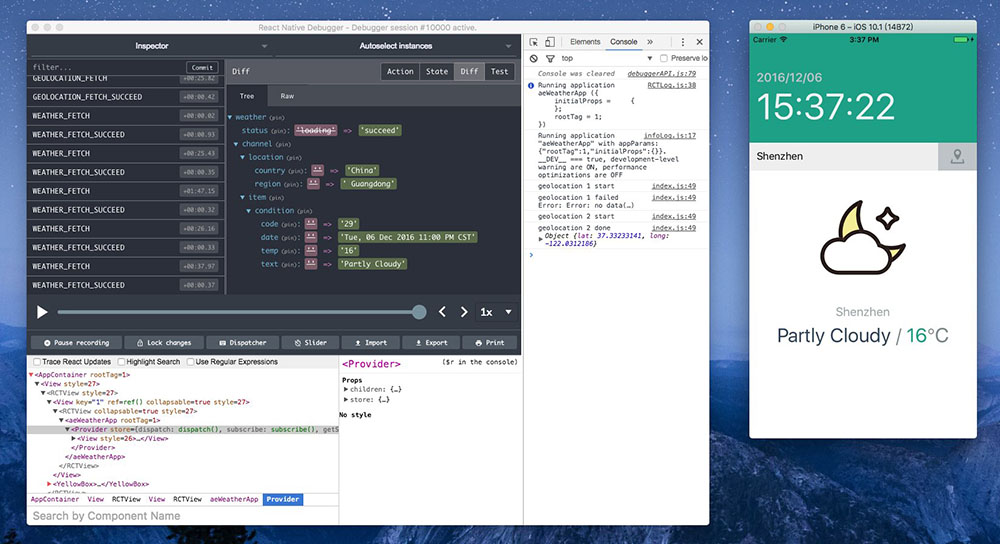 React Native Debugger - Debugger session #10000 active.
Inspector
Autoselect instances
filter...
Commit
GEOLOCATION_FETCH
+00:25.82
GEOLOCATION_FETCH_SUCCEED
+00:00.42
WEATHER_FETCH
+00:00.02
WEATHER_FETCH_SUCCEED
+00:00.93
WEATHER_FETCH
+00:25.43
WEATHER_FETCH_SUCCEED
+00:00.35
WEATHER_FETCH
+01:47.15
WEATHER_FETCH_SUCCEED
+00:00.32
WEATHER_FETCH
+00:26.16
WEATHER_FETCH_SUCCEED
+00:00.33
WEATHER_FETCH
+00:37.97
WEATHER_FETCH_SUCCEED
+00:00.37
Diff
Action State Diff Test
Tree Raw
weather (pin)
status (pin): 'loading' => 'succeed'
channel (pin)
location (pin)
country (pin): '' => 'China'
region (pin): '' => ' Guangdong'
item (pin)
condition (pin)
code (pin): '' => '29'
date (pin): '' => 'Tue, 06 Dec 2016 11:00 PM CST'
temp (pin): '' => '16'
text (pin): '' => 'Partly Cloudy'
1x
Pause recording
Lock changes
Dispatcher
Slider
Import
Export
Print
Trace React Updates
Highlight Search
Use Regular Expressions
<AppContainer rootTag=1>
<View style=27>
<RCTView style=27>
<View key="1" ref=ref() collapsable=true style=27>
<RCTView collapsable=true style=27>
<aeWeatherApp rootTag=1>
<Provider store={dispatch: dispatch(), subscribe: subscribe(), getS
<View style=26>…</View>
</Provider>
</aeWeatherApp>
</RCTView>
</View>
<YellowBox>…</YellowBox>
</RCTView>
AppContainer View RCTView View RCTView aeWeatherApp Provider
Search by Component Name
<Provider>
($r in the console)
Props
children: {…}
store: {…}
No style
Elements Console »
top
Preserve log
Console was cleared debuggerAPI.js:79
Running application RCTLog.js:38
aeWeatherApp ({
initialProps = {
};
rootTag = 1;
})
Running application infoLog.js:17
"aeWeatherApp" with appParams:
{"rootTag":1,"initialProps":{}}.
__DEV__ === true, development-level
warning are ON, performance
optimizations are OFF
geolocation 1 start index.js:49
geolocation 1 failed index.js:49
Error: Error: no data(…)
geolocation 2 start index.js:49
geolocation 2 done index.js:49
Object {lat: 37.33233141, long:
-122.0312186}
iPhone 6 – iOS 10.1 (14B72)
Carrier
3:37 PM
2016/12/06
15:37:22
Shenzhen
Shenzhen
Partly Cloudy / 16°C